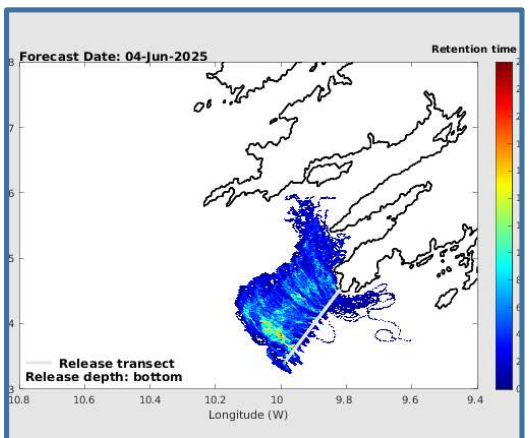 Forecast Date: 04-Jun-2025
Retention time
8
7
6
5
4
3
Release transect
Release depth: bottom
10.8
10.6
10.4
10.2
10
9.8
9.6
9.4
Longitude (W)